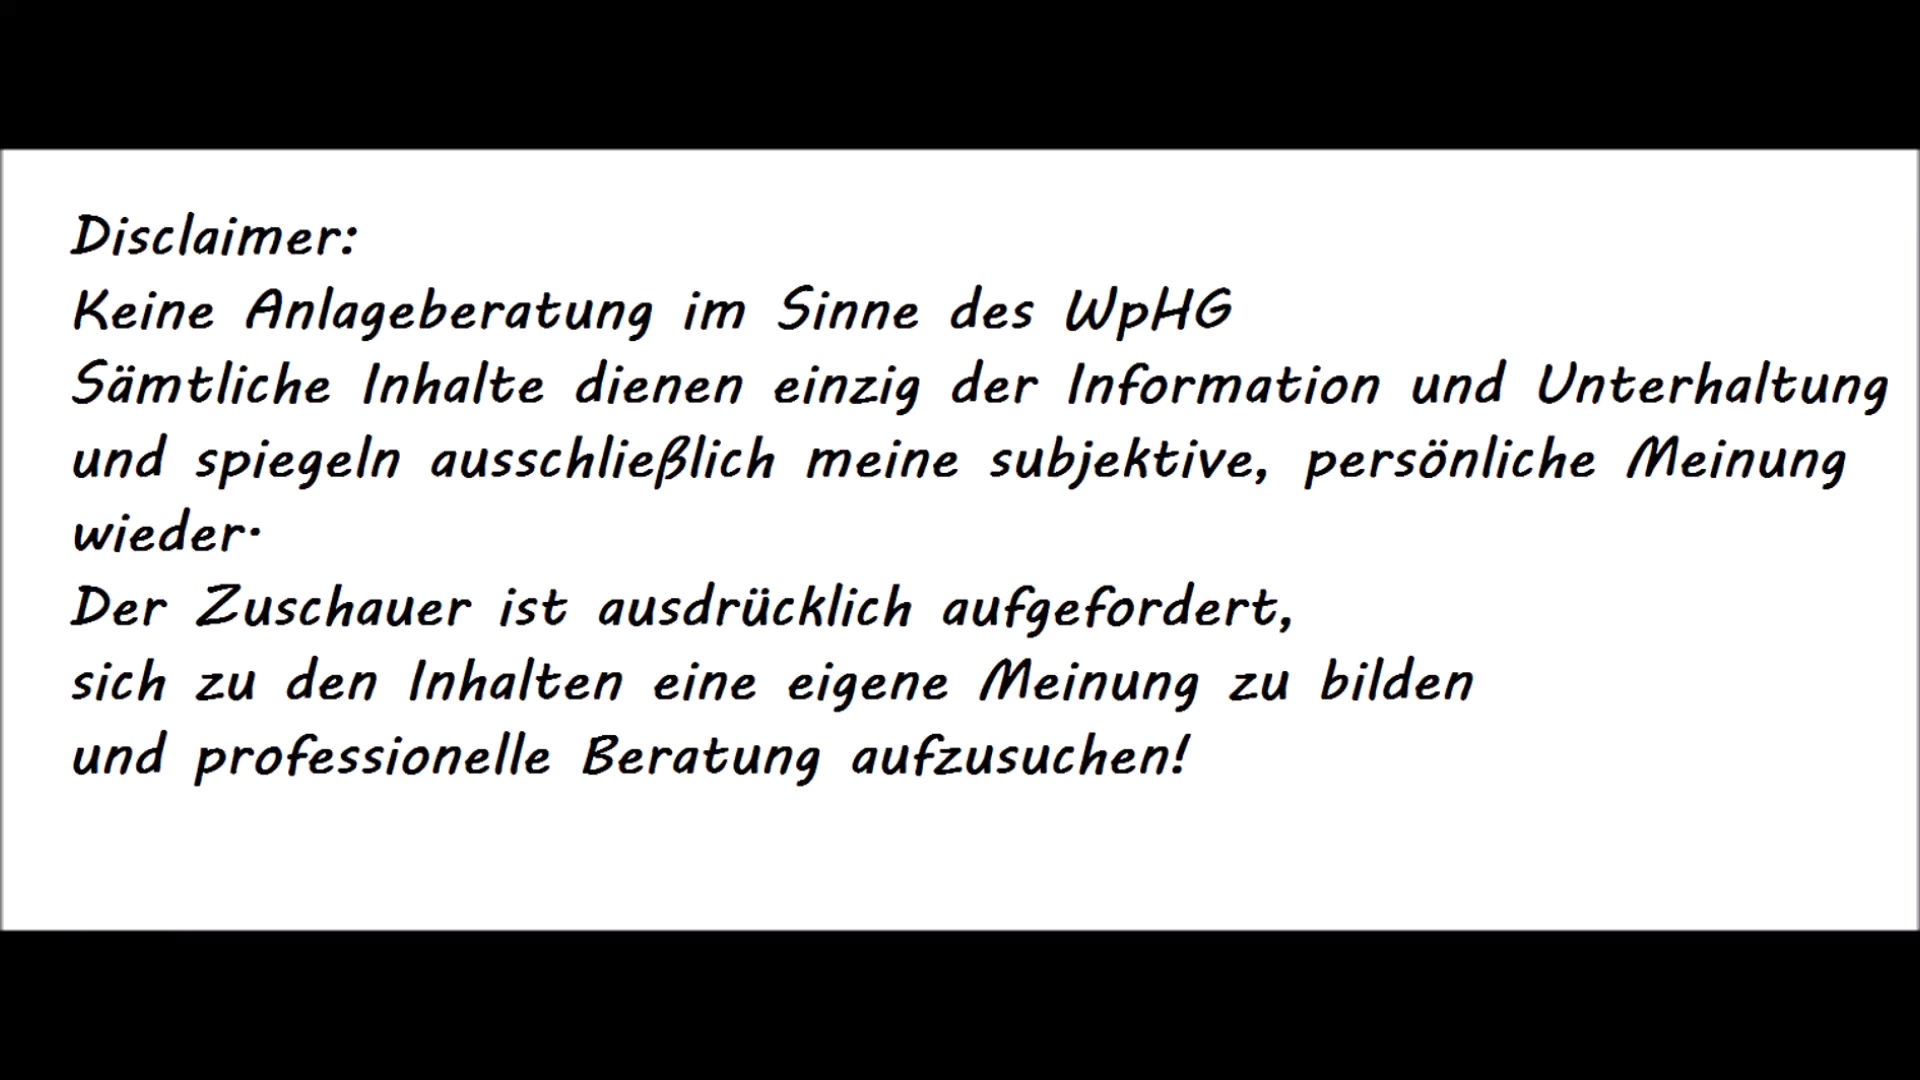 Disclaimer:
Keine Anlageberatung im Sinne des WpHG
Sämtliche Inhalte dienen einzig der Information und Unterhaltung
und spiegeln ausschließlich meine subjektive, persönliche Meinung
wieder.
Der Zuschauer ist ausdrücklich aufgefordert,
sich zu den Inhalten eine eigene Meinung zu bilden
und professionelle Beratung aufzusuchen!